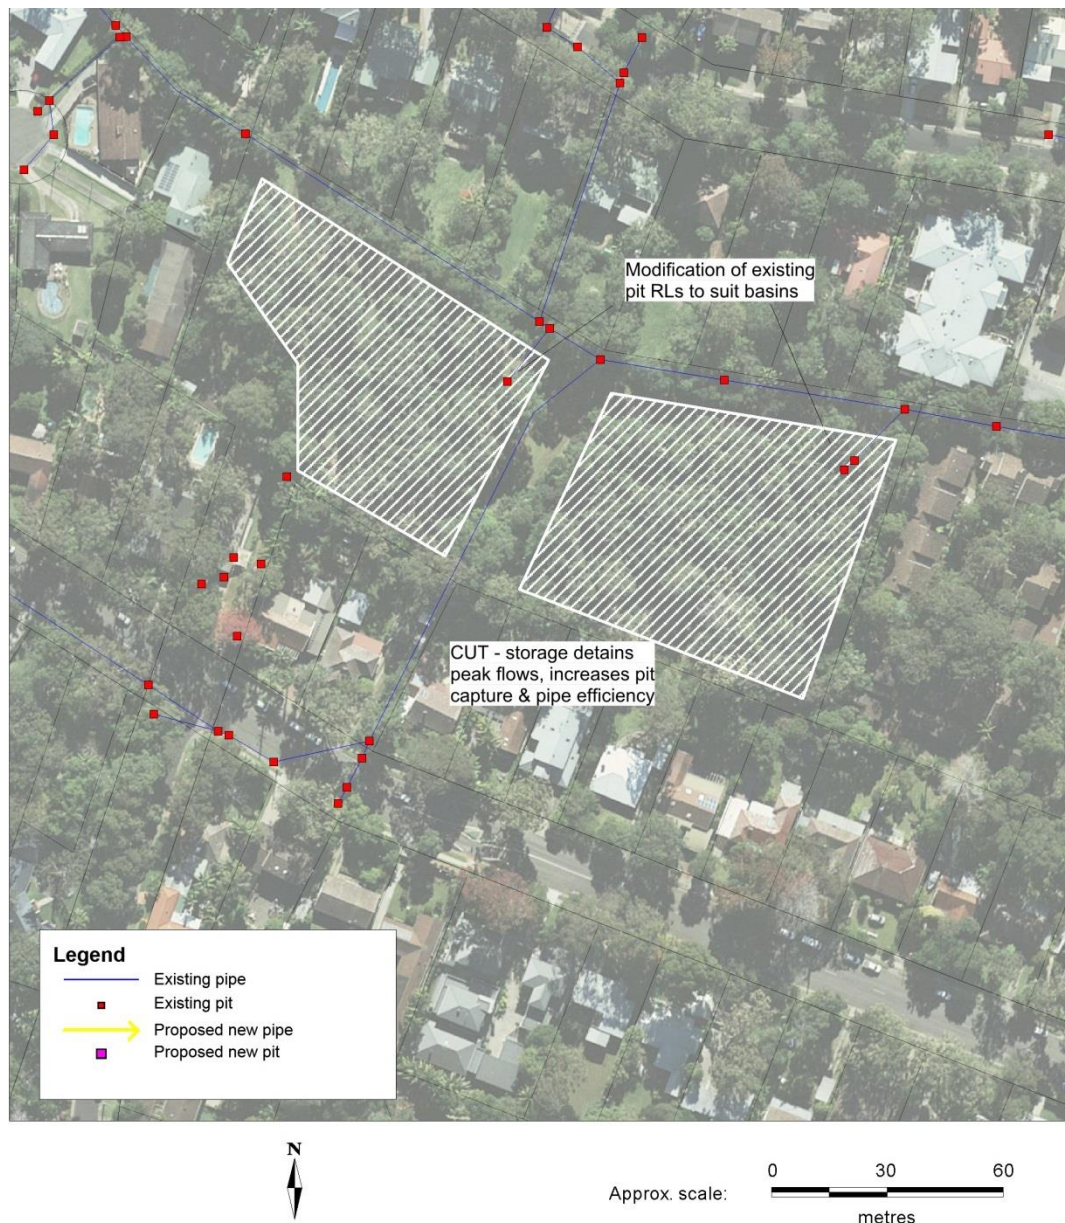 Modification of existing
pit RLs to suit basins
CUT - storage detains
peak flows, increases pit
capture & pipe efficiency
Legend
Existing pipe
Existing pit
Proposed new pipe
Proposed new pit
N
Approx. scale:
0 30 60
metres